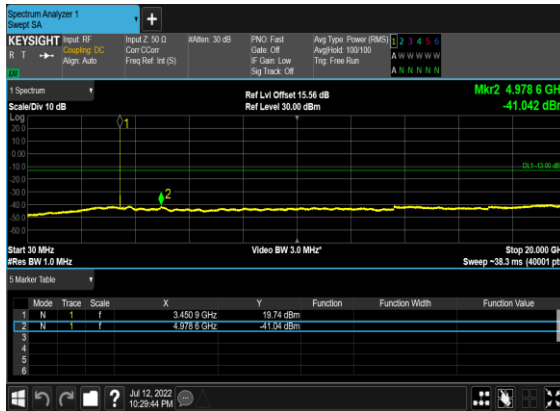 Spectrum Analyzer 1
Swept SA
+
KEYSIGHT
R T
Input: RF
Coupling: DC
Align: Auto
Input Z: 50 Ω
Corr CCorr
Freq Ref: Int (S)
#Atten: 30 dB
PNO: Fast
Gate: Off
IF Gain: Low
Sig Track: Off
Avg Type: Power (RMS)
Avg|Hold: 100/100
Trig: Free Run
1 2 3 4 5 6
A W W W W W
A N N N N N
1 Spectrum
Scale/Div 10 dB
Ref Lvl Offset 15.56 dB
Ref Level 30.00 dBm
Mkr2 4.978 6 GHz
-41.042 dBm
Log
20.0
10.0
0.00
-10.0
-20.0
-30.0
-40.0
-50.0
-60.0
1
2
DL1 -13.00 dB
Start 30 MHz
#Res BW 1.0 MHz
Video BW 3.0 MHz*
Stop 20.000 GH
Sweep ~38.3 ms (40001 pts
5 Marker Table
Mode Trace Scale X Y Function Function Width Function Value
1 N 1 f 3.450 9 GHz 19.74 dBm
2 N 1 f 4.978 6 GHz -41.04 dBm
3
4
5
6
?
Jul 12, 2022
10:29:44 PM